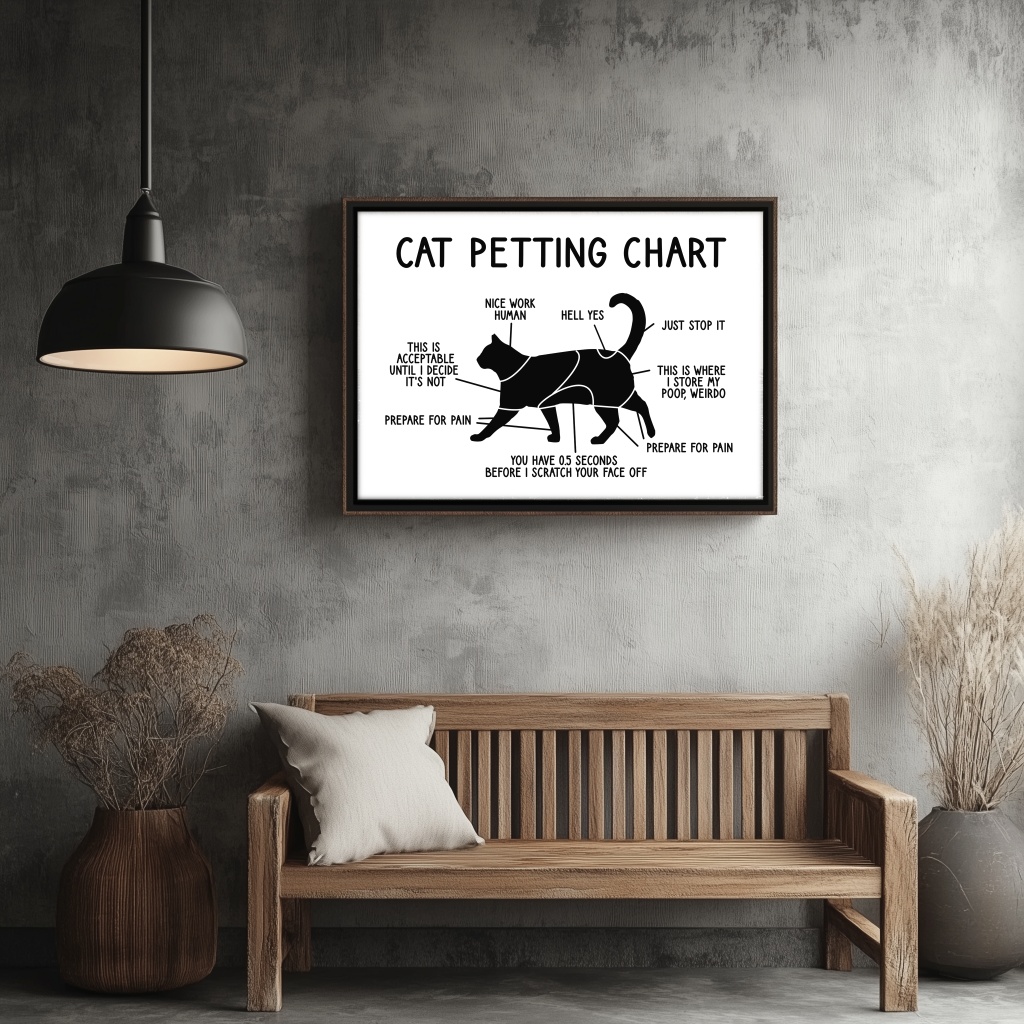 CAT PETTING CHART
NICE WORK
HUMAN
HELL YES
JUST STOP IT
THIS IS
ACCEPTABLE
UNTIL I DECIDE
IT'S NOT
THIS IS WHERE
I STORE MY
POOP, WEIRDO
PREPARE FOR PAIN
PREPARE FOR PAIN
YOU HAVE 0.5 SECONDS
BEFORE I SCRATCH YOUR FACE OFF